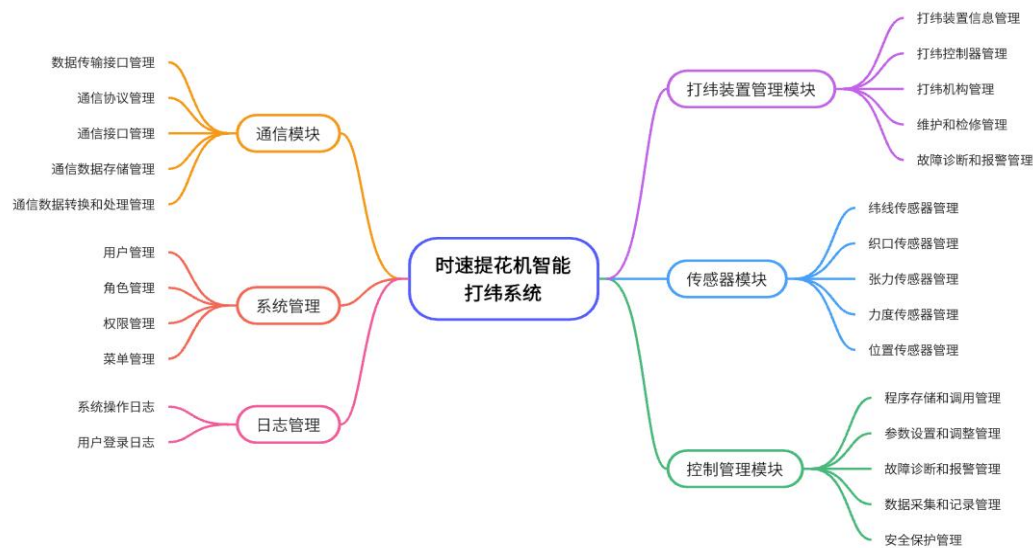 时速提花机智能
打纬系统
通信模块
数据传输接口管理
通信协议管理
通信接口管理
通信数据存储管理
通信数据转换和处理管理
系统管理
用户管理
角色管理
权限管理
菜单管理
日志管理
系统操作日志
用户登录日志
打纬装置管理模块
打纬装置信息管理
打纬控制器管理
打纬机构管理
维护和检修管理
故障诊断和报警管理
传感器模块
纬线传感器管理
织口传感器管理
张力传感器管理
力度传感器管理
位置传感器管理
控制管理模块
程序存储和调用管理
参数设置和调整管理
故障诊断和报警管理
数据采集和记录管理
安全保护管理